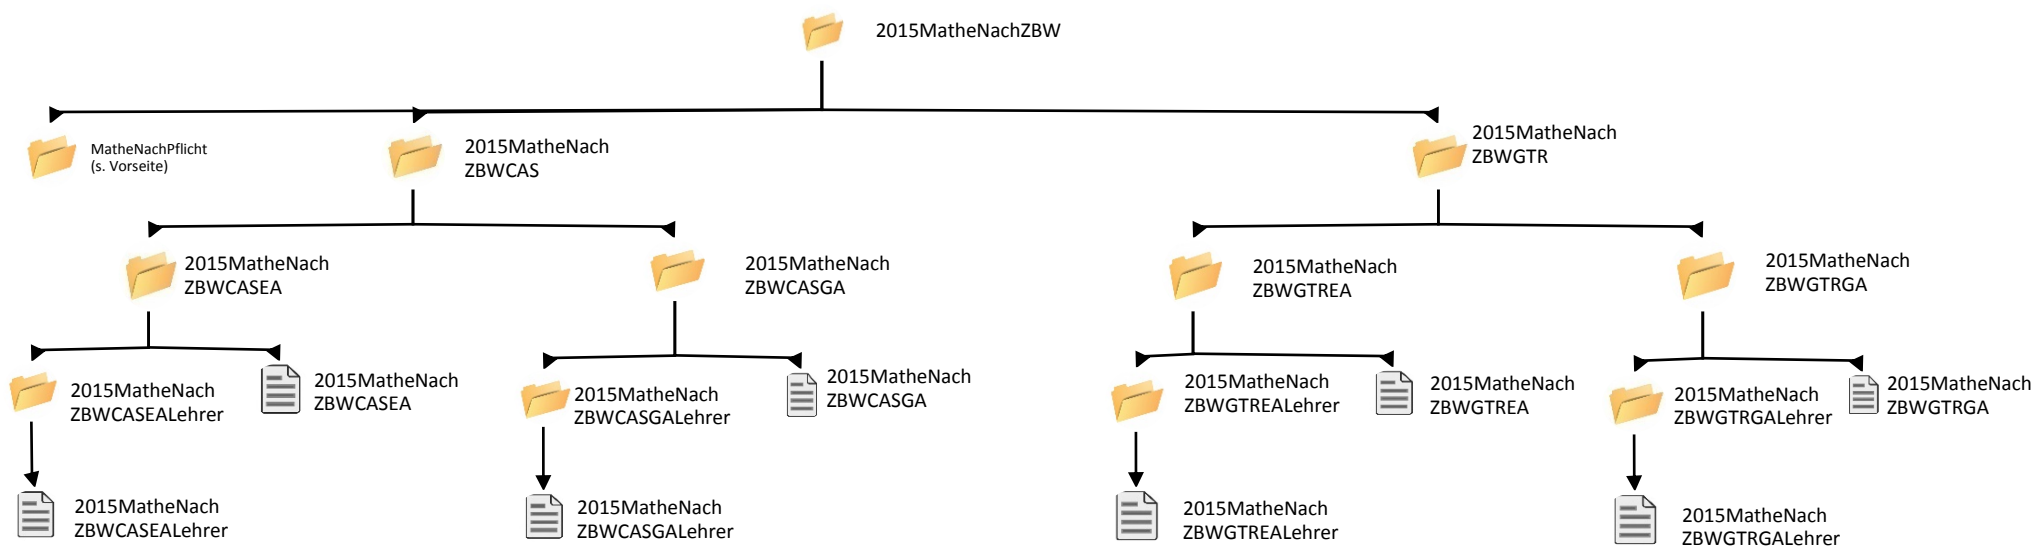 2015MatheNachZBW
MatheNachPflicht
(s. Vorseite)
2015MatheNach
ZBWCAS
2015MatheNach
ZBWGTR
2015MatheNach
ZBWCASEA
2015MatheNach
ZBWCASGA
2015MatheNach
ZBWGTREA
2015MatheNach
ZBWGTRGA
2015MatheNach
ZBWCASEALehrer
2015MatheNach
ZBWCASEA
2015MatheNach
ZBWCASGALehrer
2015MatheNach
ZBWCASGA
2015MatheNach
ZBWGTREALehrer
2015MatheNach
ZBWGTREA
2015MatheNach
ZBWGTRGALehrer
2015MatheNach
ZBWGTRGA
2015MatheNach
ZBWCASEALehrer
2015MatheNach
ZBWCASGALehrer
2015MatheNach
ZBWGTREALehrer
2015MatheNach
ZBWGTRGALehrer